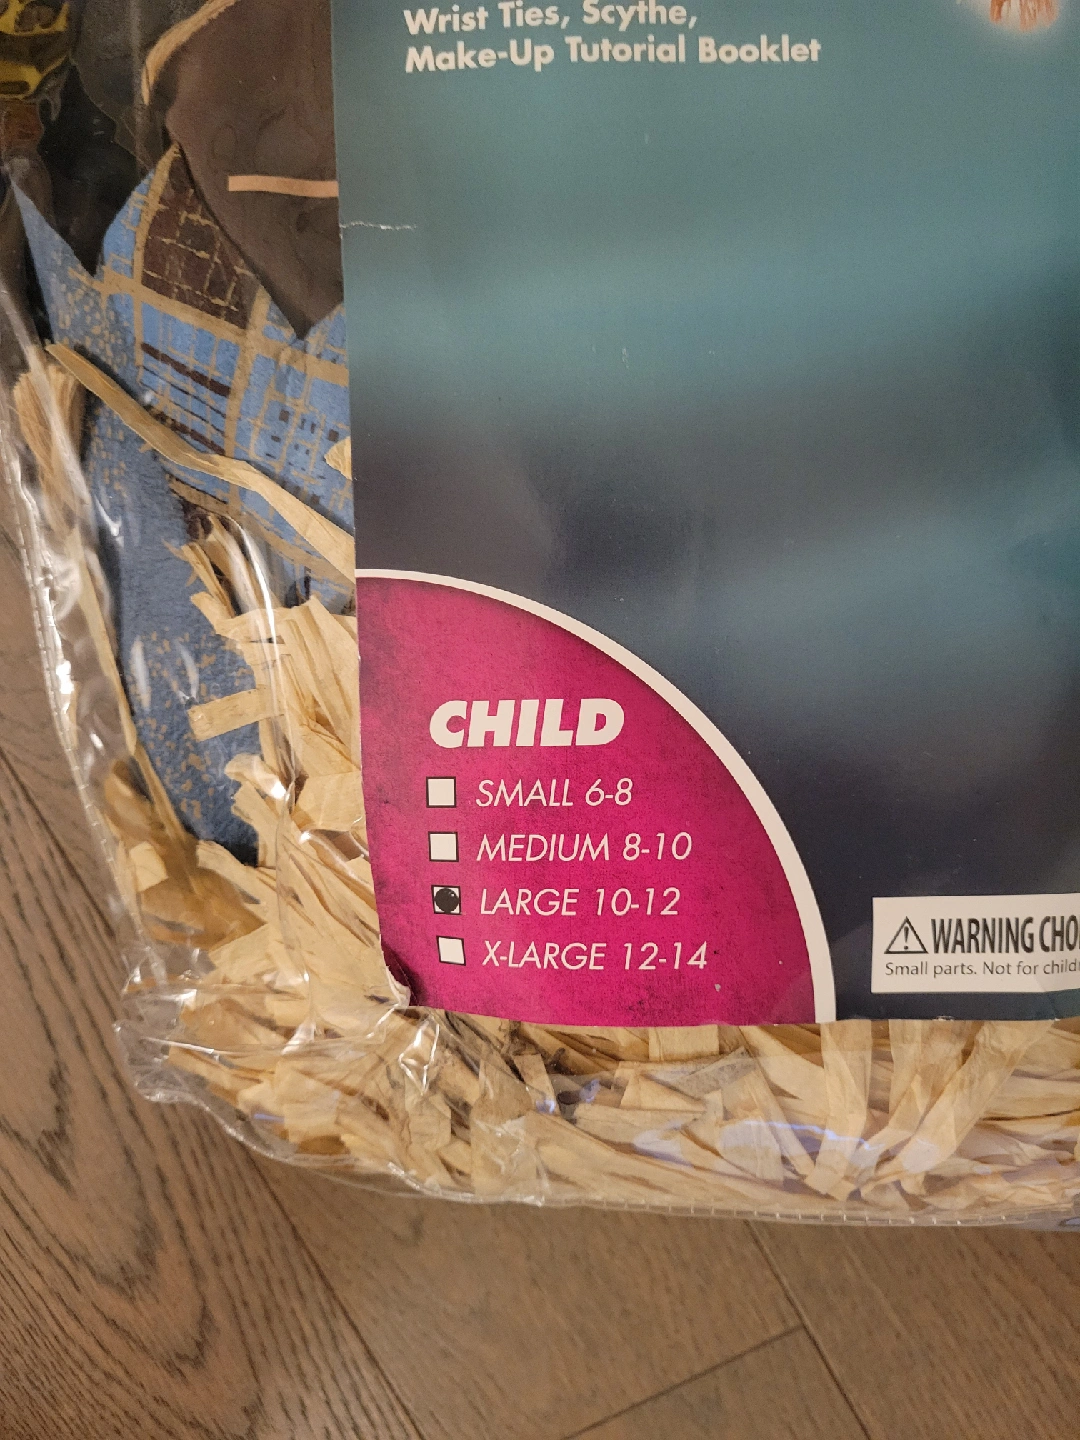 Wrist Ties, Scythe,
Make-Up Tutorial Booklet
CHILD
SMALL 6-8
MEDIUM 8-10
LARGE 10-12
X-LARGE 12-14
WARNING
Small parts. Not for